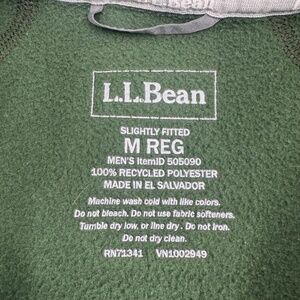 Bean
L.L.Bean
SLIGHTLY FITTED
M REG
MEN'S ItemID 505090
100% RECYCLED POLYESTER
MADE IN EL SALVADOR
Machine wash cold with like colors.
Do not bleach. Do not use fabric softeners.
Tumble dry low, or line dry. Do not iron.
Do not dry clean.
RN71341 VN1002949